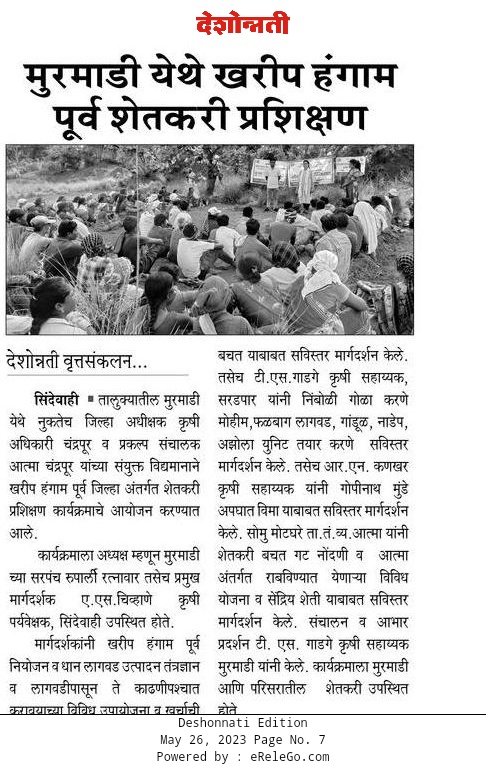 देशोन्नती
मुरमाडी येथे खरीप हंगाम
पूर्व शेतकरी प्रशिक्षण
देशोन्नती वृत्तसंकलन...
सिंदेवाही ■ तालुक्यातील मुरमाडी
येथे नुकतेच जिल्हा अधीक्षक कृषी
अधिकारी चंद्रपूर व प्रकल्प संचालक
आत्मा चंद्रपूर यांच्या संयुक्त विद्यमानाने
खरीप हंगाम पूर्व जिल्हा अंतर्गत शेतकरी
प्रशिक्षण कार्यक्रमाचे आयोजन करण्यात
आले.
कार्यक्रमाला अध्यक्ष म्हणून मुरमाडी
च्या सरपंच रुपार्ली रत्नावार तसेच प्रमुख
मार्गदर्शक ए.एस.चिव्हाणे कृषी
पर्यवेक्षक, सिंदेवाही उपस्थित होते.
मार्गदर्शकांनी खरीप हंगाम पूर्व
नियोजन व धान लागवड उत्पादन तंत्रज्ञान
व लागवडीपासून ते काढणीपश्चात
करावयाच्या विविध उपायोजना व खर्चाची
बचत याबाबत सविस्तर मार्गदर्शन केले.
तसेच टी.एस.गाडगे कृषी सहाय्यक,
सरडपार यांनी निंबोळी गोळा करणे
मोहीम,फळबाग लागवड, गांडूळ, नाडेप,
अझोला युनिट तयार करणे सविस्तर
मार्गदर्शन केले. तसेच आर.एन. कणखर
कृषी सहाय्यक यांनी गोपीनाथ मुंडे
अपघात विमा याबाबत सविस्तर मार्गदर्शन
केले. सोमु मोटघरे ता.तं.व्य.आत्मा यांनी
शेतकरी बचत गट नोंदणी व आत्मा
अंतर्गत राबविण्यात येणाऱ्या विविध
योजना व सेंद्रिय शेती याबाबत सविस्तर
मार्गदर्शन केले. संचालन व आभार
प्रदर्शन टी. एस. गाडगे कृषी सहाय्यक
मुरमाडी यांनी केले. कार्यक्रमाला मुरमाडी
आणि परिसरातील शेतकरी उपस्थित
होते
Deshonnati Edition
May 26, 2023 Page No. 7
Powered by : eReleGo.com